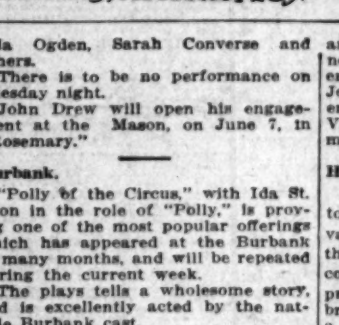 Ogden, Sarah Converse and
There is to be no performance on
esday night.
John Drew will open his engage-
ent at the Mason, on June 7, in
osemary."
rbank.
"Polly of the Circus," with Ida St.
on in the role of "Polly," is prov-
one of the most popular offerings
ich has appeared at the Burbank
many months, and will be repeated
ring the current week.
The plays tells a wholesome story,
d is excellently acted by the nat-
Burbank cast